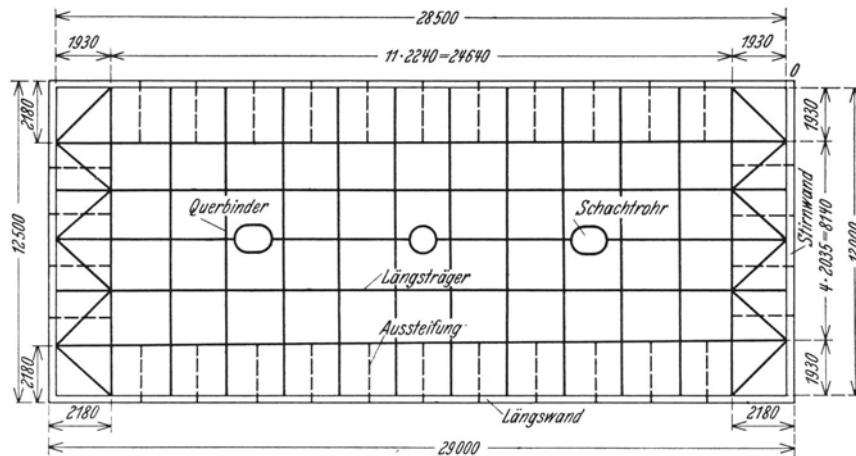 28500
1930
11·2240=24640
1930
0
2180
1930
Querbinder
Schachtrohr
Stirnwand
12500
4·2035=8140
12000
Längsträger
Aussteifung
2180
1930
2180
Längswand
2180
29000